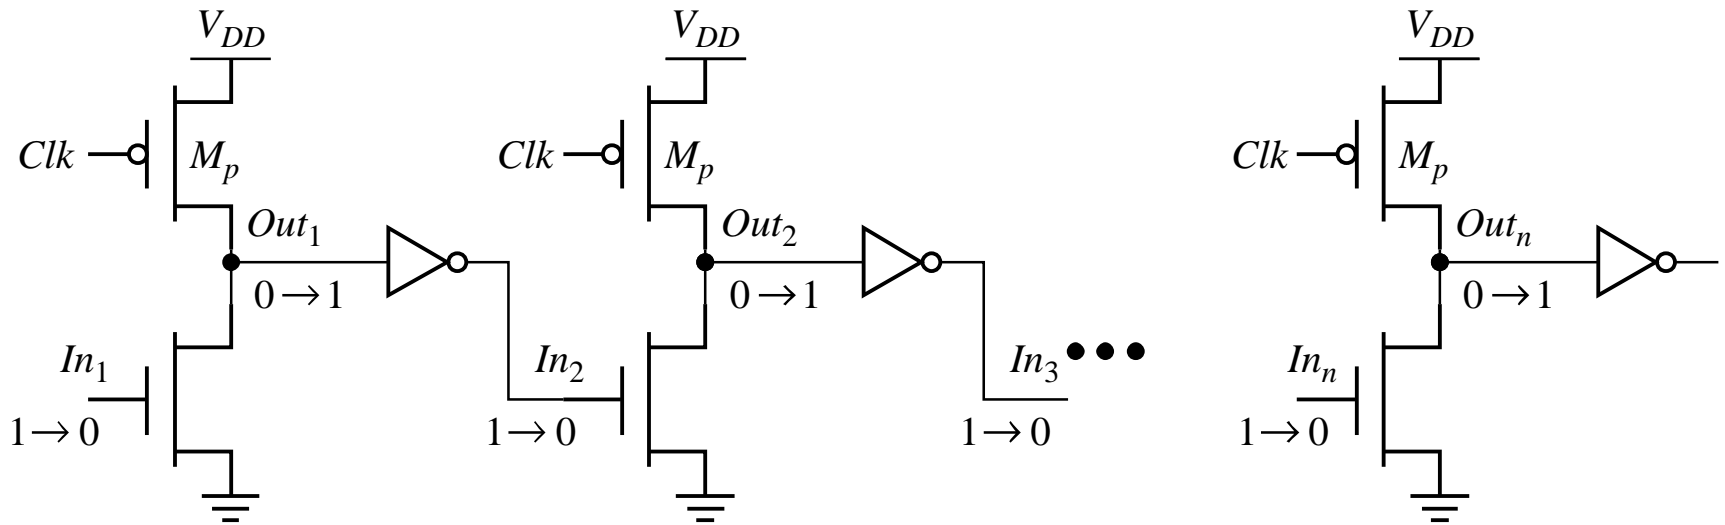 V_DD V_DD V_DD
Clk M_p Clk M_p Clk M_p
Out_1 Out_2 Out_n
0→1 0→1 0→1
In_1 In_2 In_3 In_n
1→0 1→0 1→0 1→0